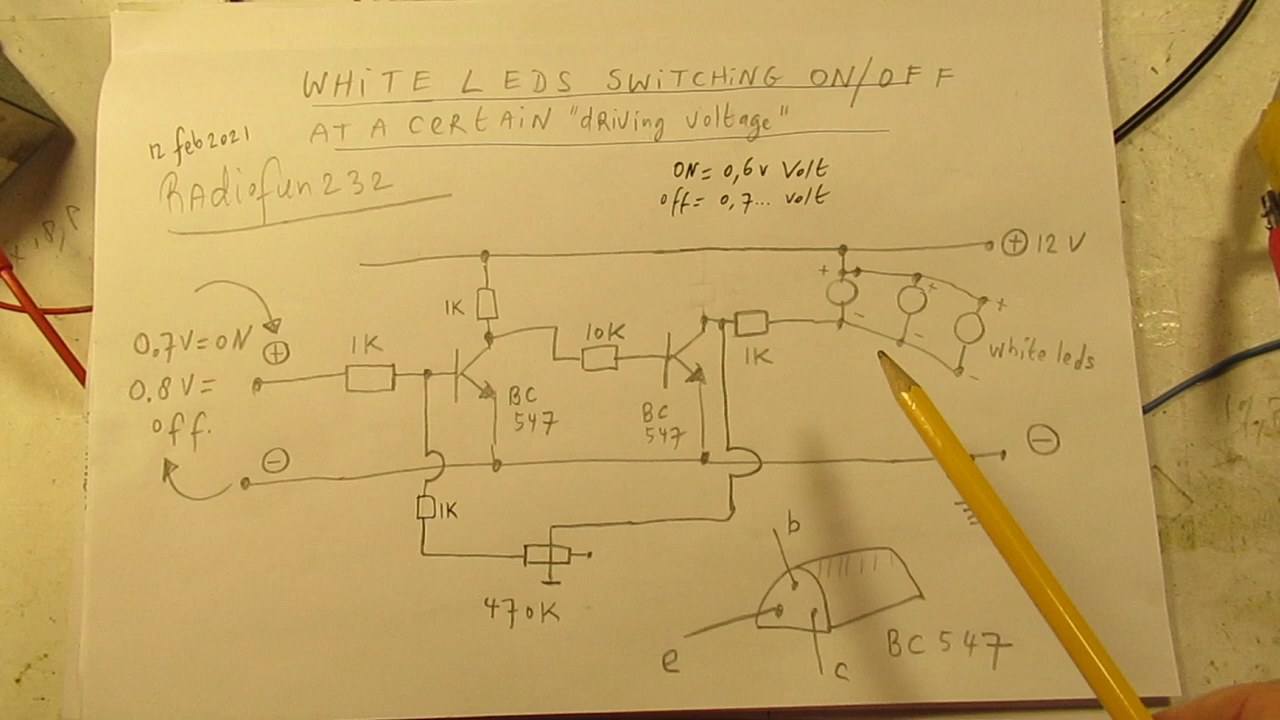 WHITE LEDS SWITCHING ON/OFF
AT A CERTAIN "dRiving voltage"
12 feb 2021
RAdiofun232
ON = 0,6 v Volt
off = 0,7... volt
+ 12 V
1K
+
+
+
-
-
-
white leds
0.7V = ON
+
0.8V =
off.
-
1K
10K
1K
BC
547
BC
547
-
1K
470K
b
e
c
BC 547